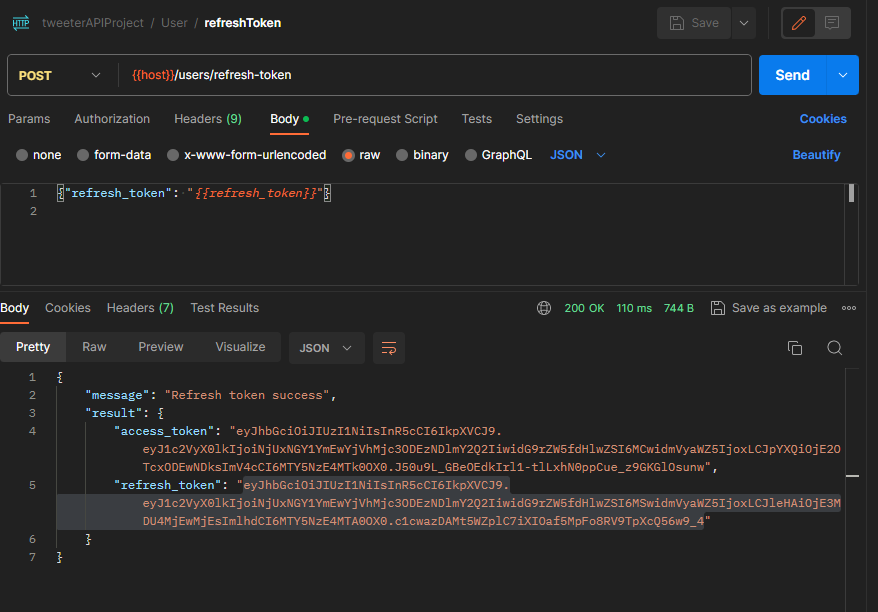 HTTP tweeterAPIProject / User / refreshToken Save
POST {{host}}/users/refresh-token Send
Params Authorization Headers (9) Body Pre-request Script Tests Settings Cookies
none form-data x-www-form-urlencoded raw binary GraphQL JSON Beautify
1 {"refresh_token": "{{refresh_token}}"}
2
Body Cookies Headers (7) Test Results 200 OK 110 ms 744 B Save as example
Pretty Raw Preview Visualize JSON
1 {
2 "message": "Refresh token success",
3 "result": {
4 "access_token": "eyJhbGciOiJIUzI1NiIsInR5cCI6IkpXVCJ9.
eyJ1c2VyX0lkIjoiNjUxNGY1YmEwYjVhMjc3ODEzNDlmY2Q2IiwidG9rZW5fdHlwZSI6MCwidmVyaWZ5IjoxLCJpYXQiOjE2O
TcxODEwNDksImV4cCI6MTY5NzE4MTk0OX0.J50u9L_GBeOEdkIrl1-tlLxhN0ppCue_z9GKGlOsunw",
5 "refresh_token": "eyJhbGciOiJIUzI1NiIsInR5cCI6IkpXVCJ9.
eyJ1c2VyX0lkIjoiNjUxNGY1YmEwYjVhMjc3ODEzNDlmY2Q2IiwidG9rZW5fdHlwZSI6MSwidmVyaWZ5IjoxLCJleHAiOjE3M
DU4MjEwMjEsImlhdCI6MTY5NzE4MTA0OX0.c1cwazDAMt5WZplC7iXIOaf5MpFo8RV9TpXcQ56w9_4"
6 }
7 }